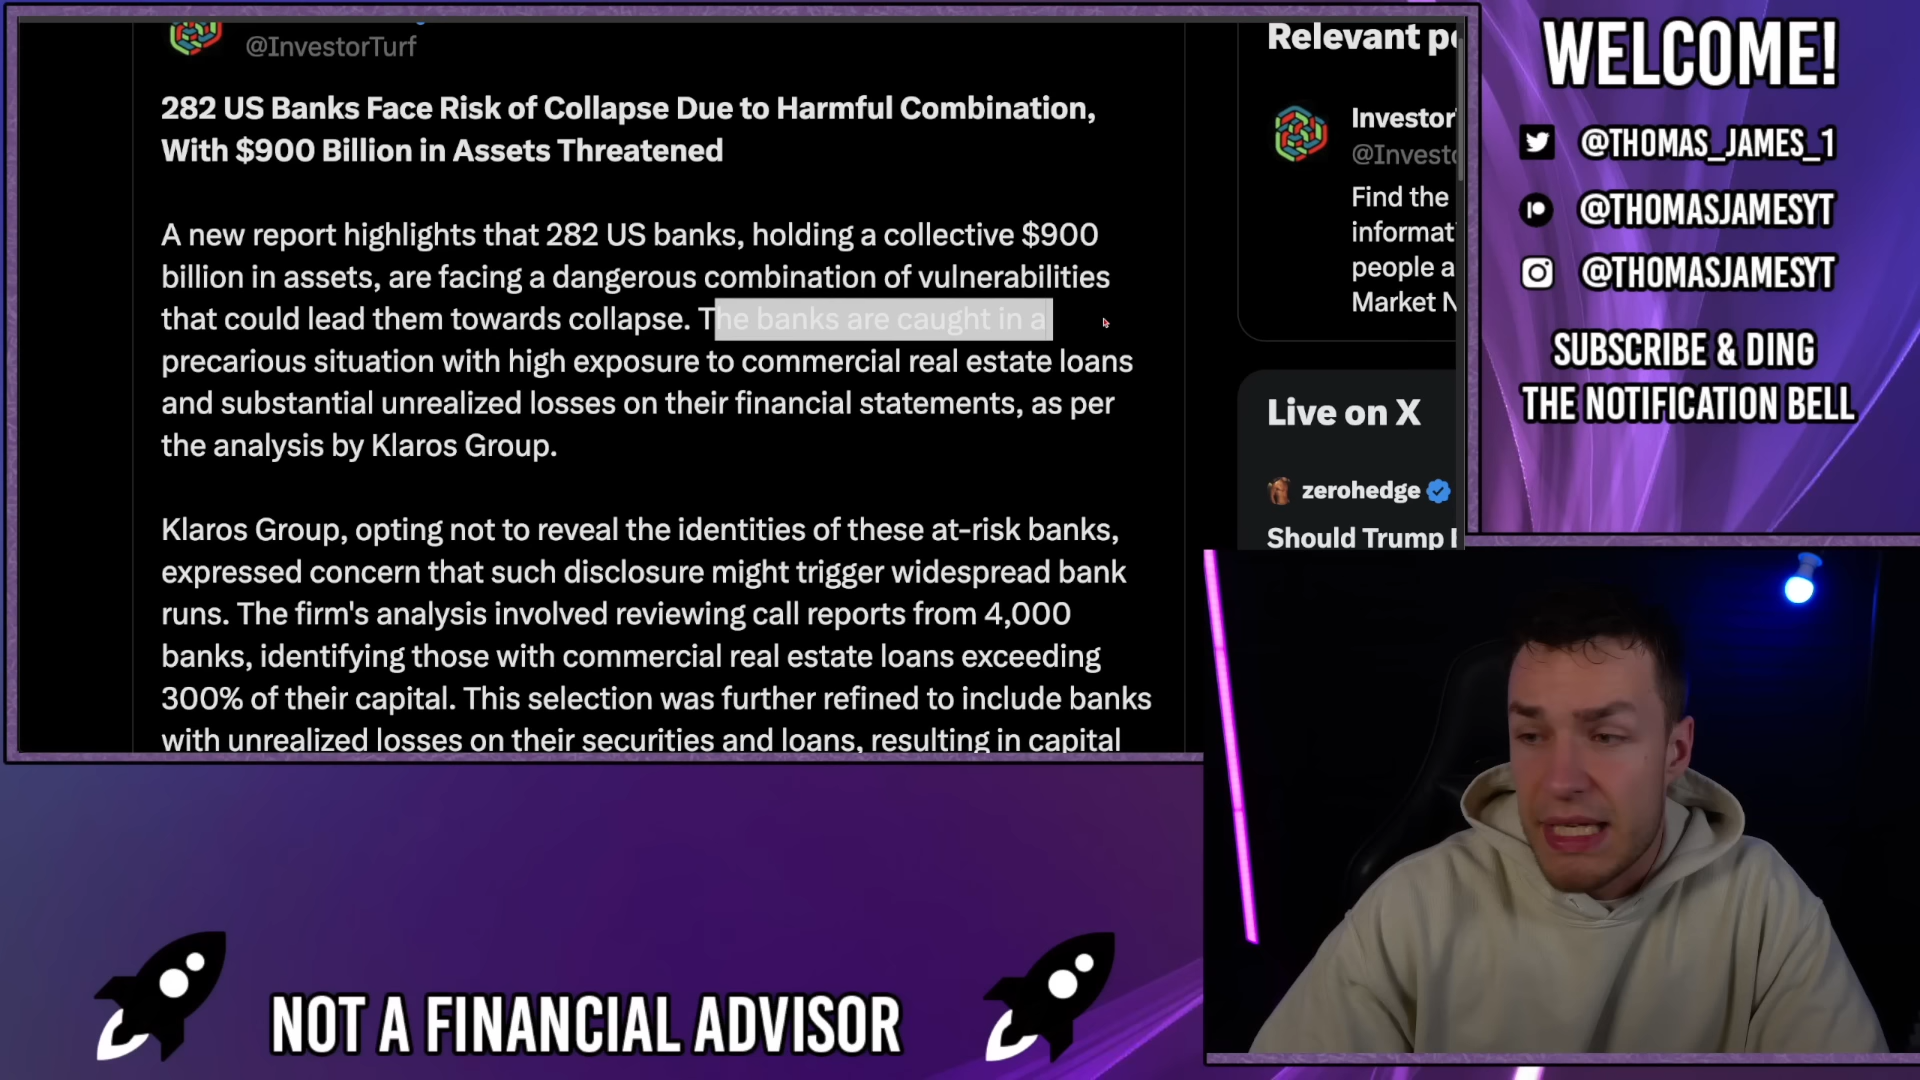 @InvestorTurf
282 US Banks Face Risk of Collapse Due to Harmful Combination,
With $900 Billion in Assets Threatened
A new report highlights that 282 US banks, holding a collective $900
billion in assets, are facing a dangerous combination of vulnerabilities
that could lead them towards collapse. The banks are caught in a
precarious situation with high exposure to commercial real estate loans
and substantial unrealized losses on their financial statements, as per
the analysis by Klaros Group.
Klaros Group, opting not to reveal the identities of these at-risk banks,
expressed concern that such disclosure might trigger widespread bank
runs. The firm's analysis involved reviewing call reports from 4,000
banks, identifying those with commercial real estate loans exceeding
300% of their capital. This selection was further refined to include banks
with unrealized losses on their securities and loans, resulting in capital
Relevant pe
Investor
@Investo
Find the
informat
people a
Market N
Live on X
zerohedge
Should Trump
WELCOME!
@THOMAS_JAMES_1
@THOMASJAMESYT
@THOMASJAMESYT
SUBSCRIBE & DING
THE NOTIFICATION BELL
NOT A FINANCIAL ADVISOR